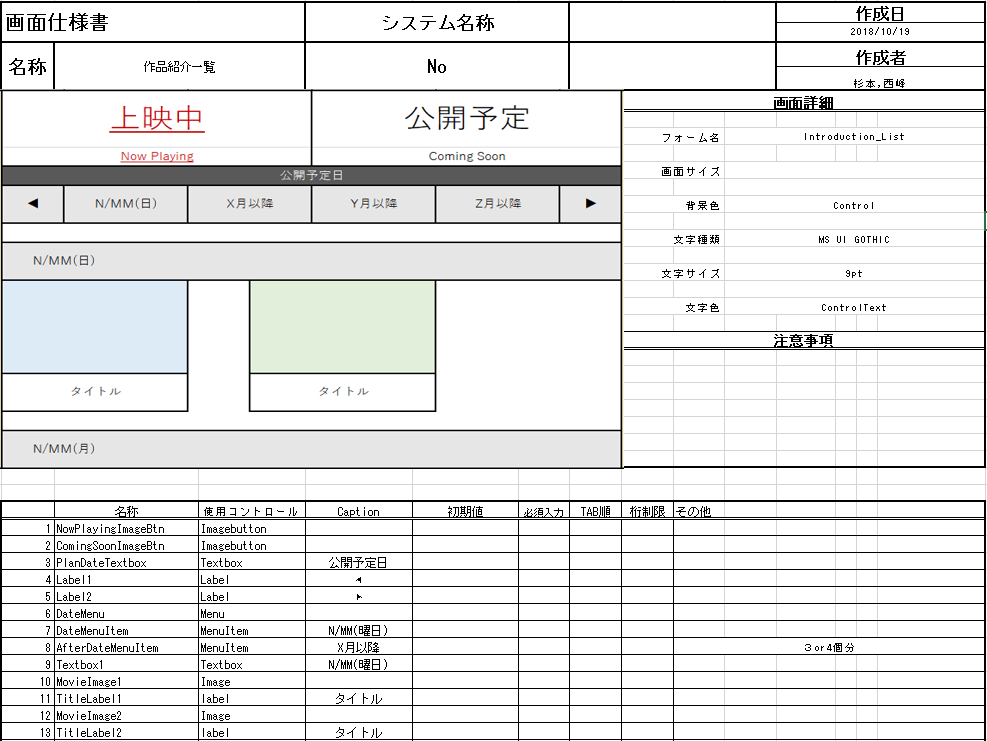 画面仕様書 システム名称 作成日
2018/10/19
名称 作品紹介一覧 No 作成者
杉本,西峰
上映中 公開予定
Now Playing Coming Soon
公開予定日
◀ N/MM(日) X月以降 Y月以降 Z月以降 ▶
N/MM(日)
タイトル タイトル
N/MM(月)
画面詳細
フォーム名 Introduction_List
画面サイズ
背景色 Control
文字種類 MS UI GOTHIC
文字サイズ 9pt
文字色 ControlText
注意事項
名称 使用コントロール Caption 初期値 必須入力 TAB順 桁制限 その他
1 NowPlayingImageBtn Imagebutton
2 ComingSoonImageBtn Imagebutton
3 PlanDateTextbox Textbox 公開予定日
4 Label1 Label ◀
5 Label2 Label ▶
6 DateMenu Menu
7 DateMenuItem MenuItem N/MM(曜日)
8 AfterDateMenuItem MenuItem X月以降 3or4個分
9 Textbox1 Textbox N/MM(曜日)
10 MovieImage1 Image
11 TitleLabel1 label タイトル
12 MovieImage2 Image
13 TitleLabel2 label タイトル